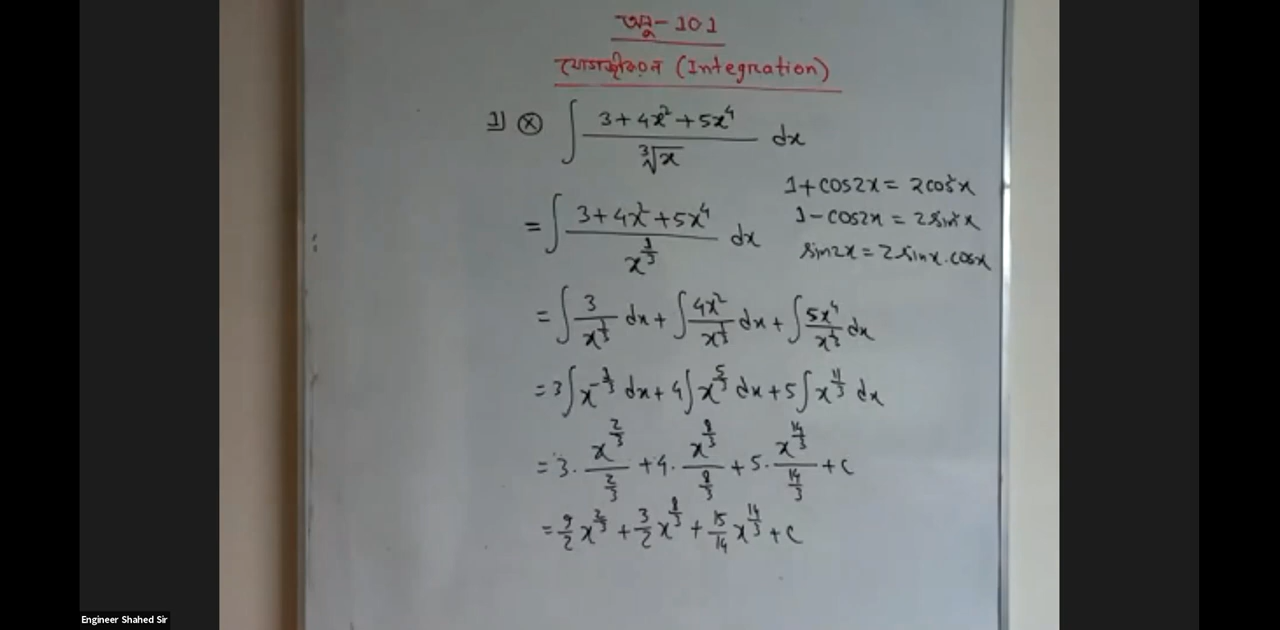 অনু-10.1
যোগজীকরন (Integration)
1) ⓧ ∫ (3+4x²+5x⁴)/∛x dx
1+cos2x = 2cos²x
= ∫ (3+4x²+5x⁴)/x^(1/3) dx
1-cos2x = 2sin²x
sin2x = 2sinx.cosx
= ∫ 3/x^(1/3) dx + ∫ 4x²/x^(1/3) dx + ∫ 5x⁴/x^(1/3) dx
= 3∫ x^(-1/3) dx + 4∫ x^(5/3) dx + 5∫ x^(11/3) dx
= 3. x^(2/3)/(2/3) + 4. x^(8/3)/(8/3) + 5. x^(14/3)/(14/3) + c
= 9/2 x^(2/3) + 3/2 x^(8/3) + 15/14 x^(14/3) + c
Engineer Shahed Sir